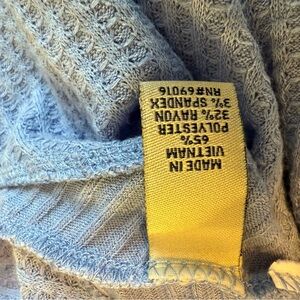 MADE IN
VIETNAM
65%
POLYESTER
32% RAYON
3% SPANDEX
RN#69016